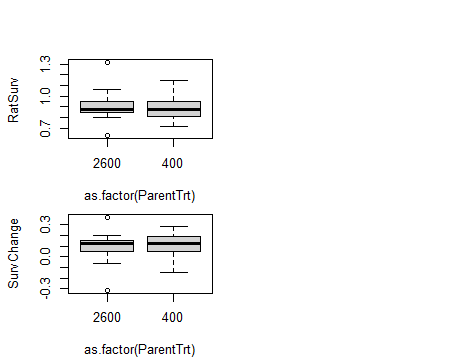 RatSurv
1.3
1.0
0.7
2600 400
as.factor(ParentTrt)
SurvChange
0.3
0.0
-0.3
2600 400
as.factor(ParentTrt)